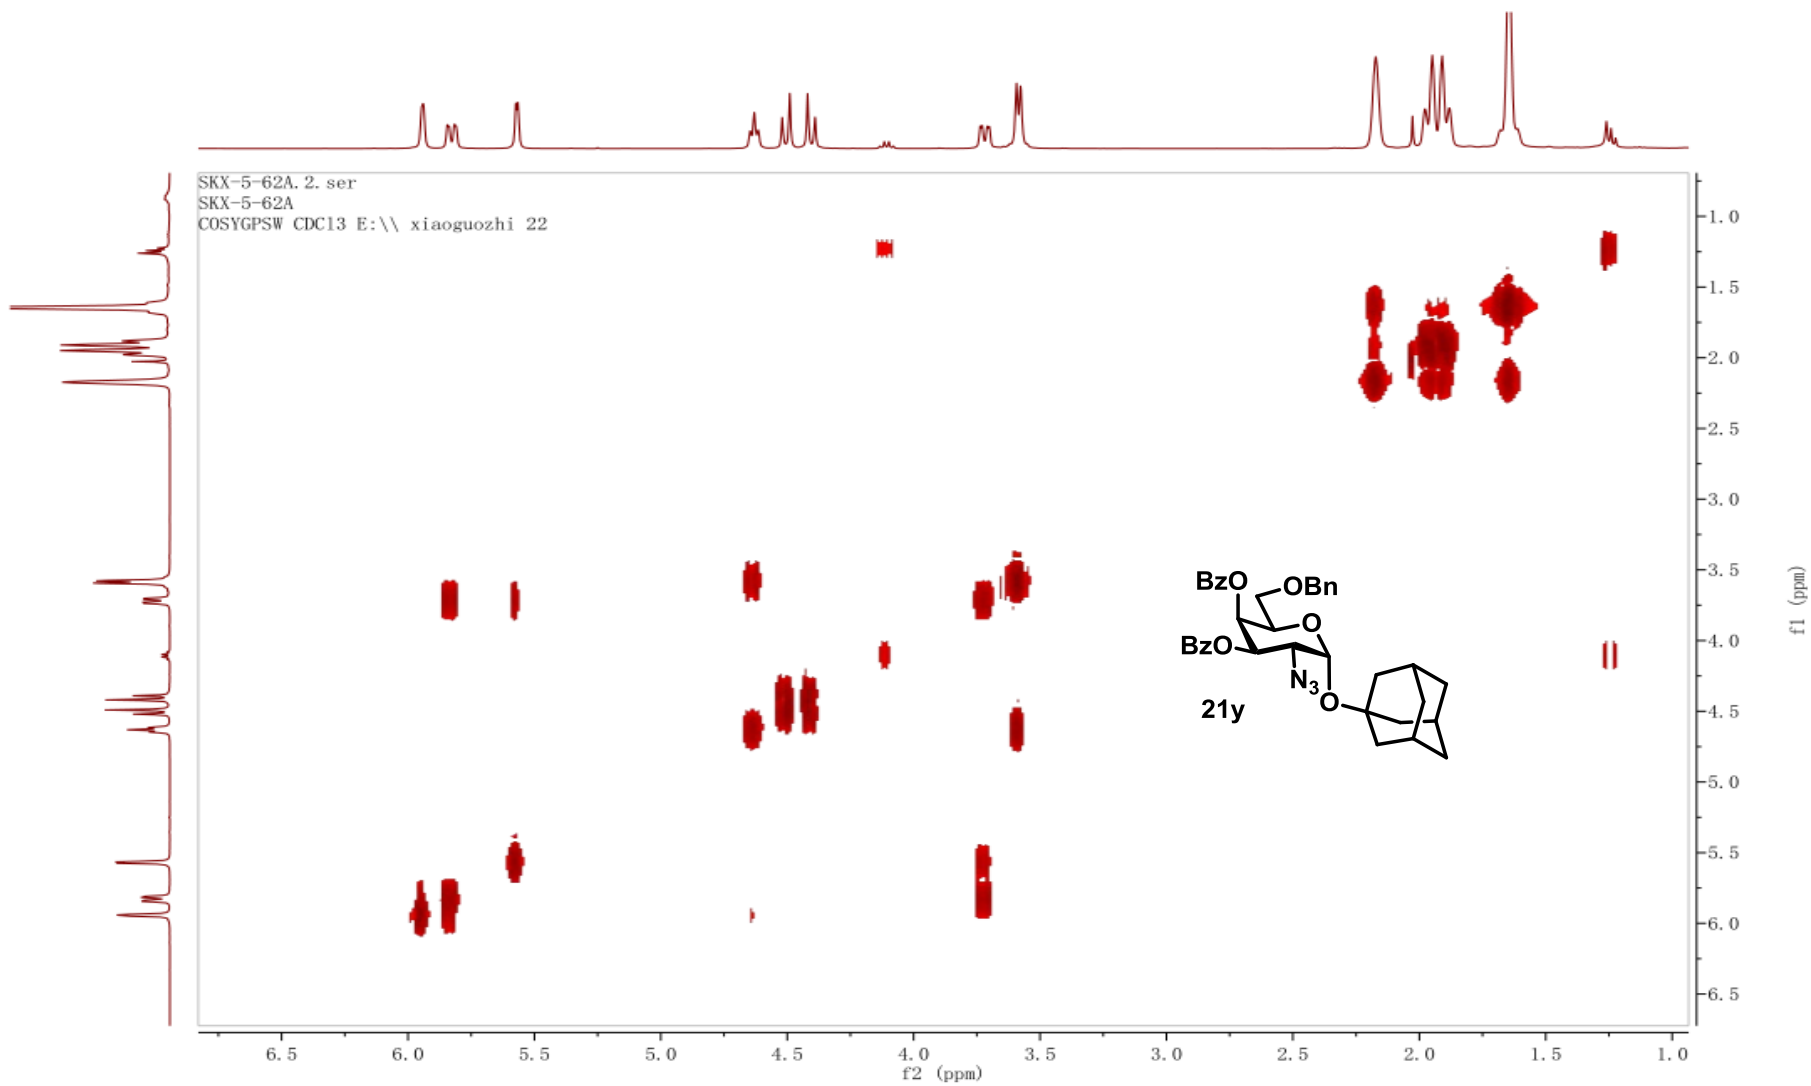 SKX-5-62A. 2. ser
SKX-5-62A
COSYGPSW CDCl3 E:\\ xiaoguozhi 22
1.0
1.5
2.0
2.5
3.0
3.5
4.0
4.5
5.0
5.5
6.0
6.5
f1 (ppm)
BzO
OBn
O
BzO
N3
O
21y
6.5 6.0 5.5 5.0 4.5 4.0 3.5 3.0 2.5 2.0 1.5 1.0
f2 (ppm)